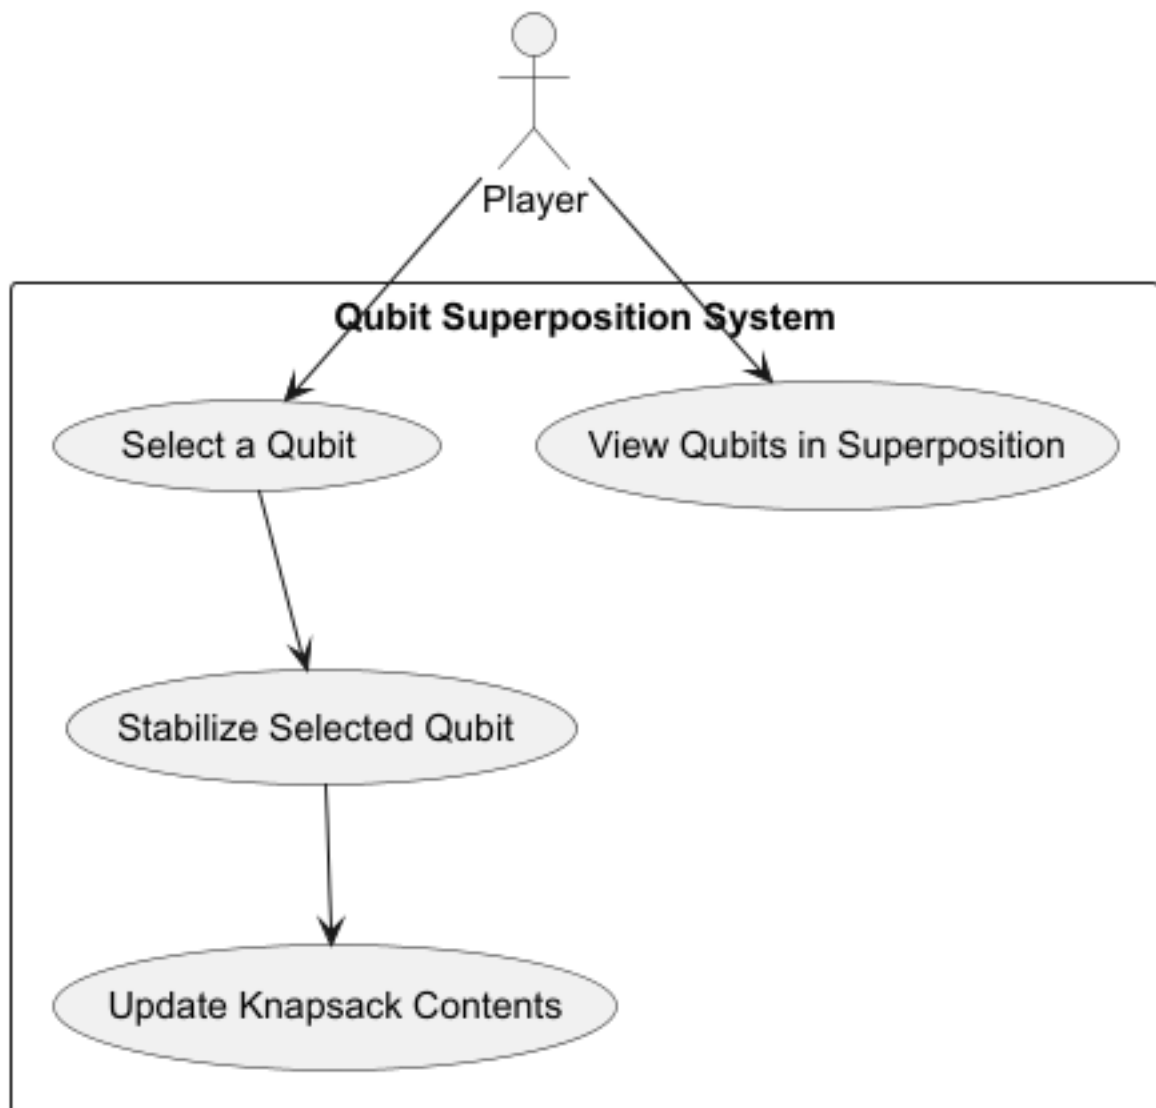 Player
Qubit Superposition System
Select a Qubit
View Qubits in Superposition
Stabilize Selected Qubit
Update Knapsack Contents